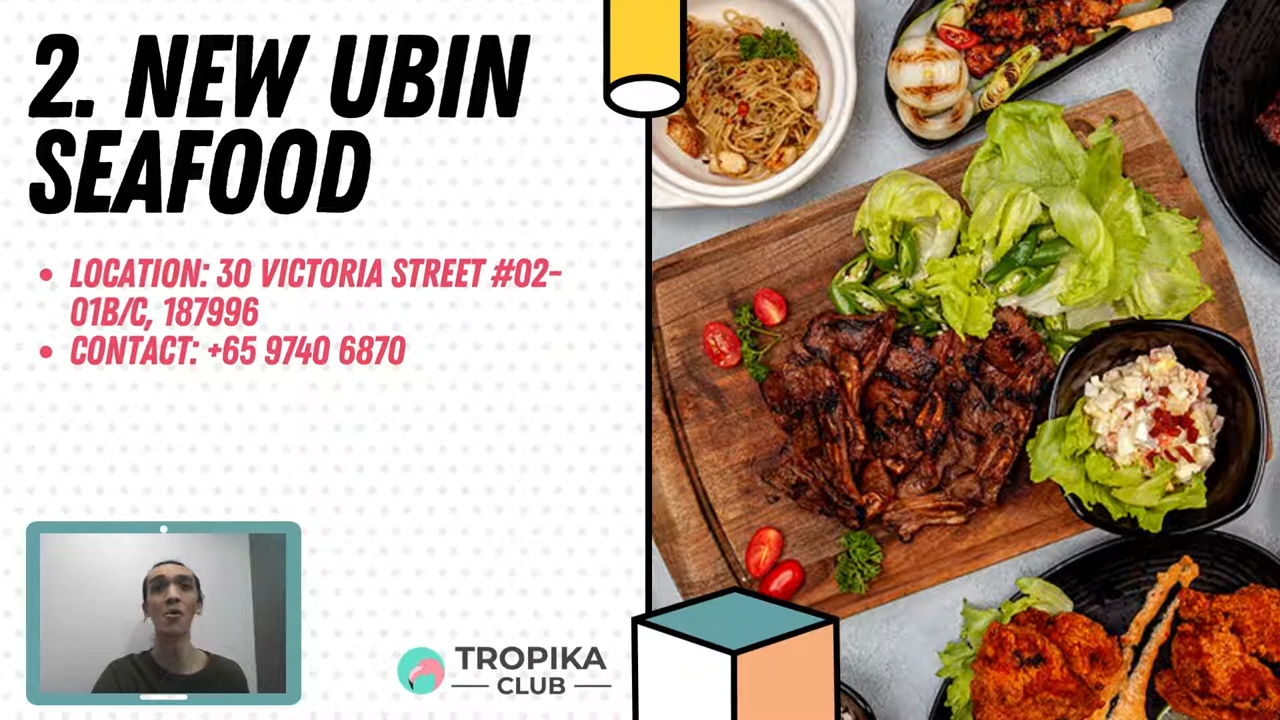 2. NEW UBIN
SEAFOOD
• LOCATION: 30 VICTORIA STREET #02-
01B/C, 187996
• CONTACT: +65 9740 6870
TROPIKA
CLUB